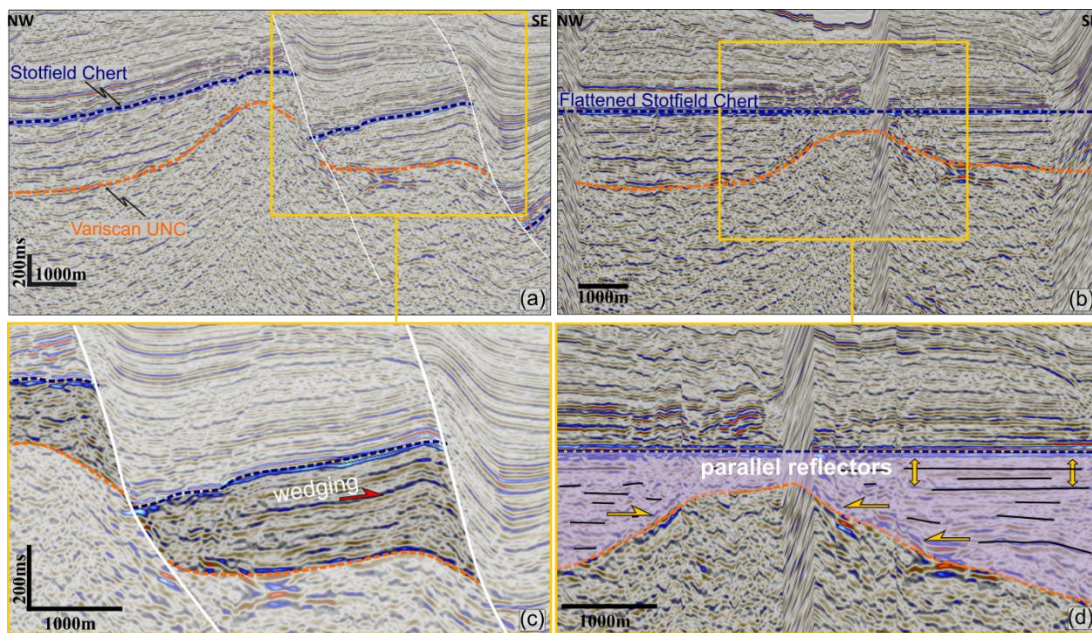 NW
SE
Stotfield Chert
Variscan UNC
200ms
1000m
(a)
NW
S
Flattened Stotfield Chert
1000m
(b)
wedging
200ms
1000m
(c)
parallel reflectors
1000m
(d)